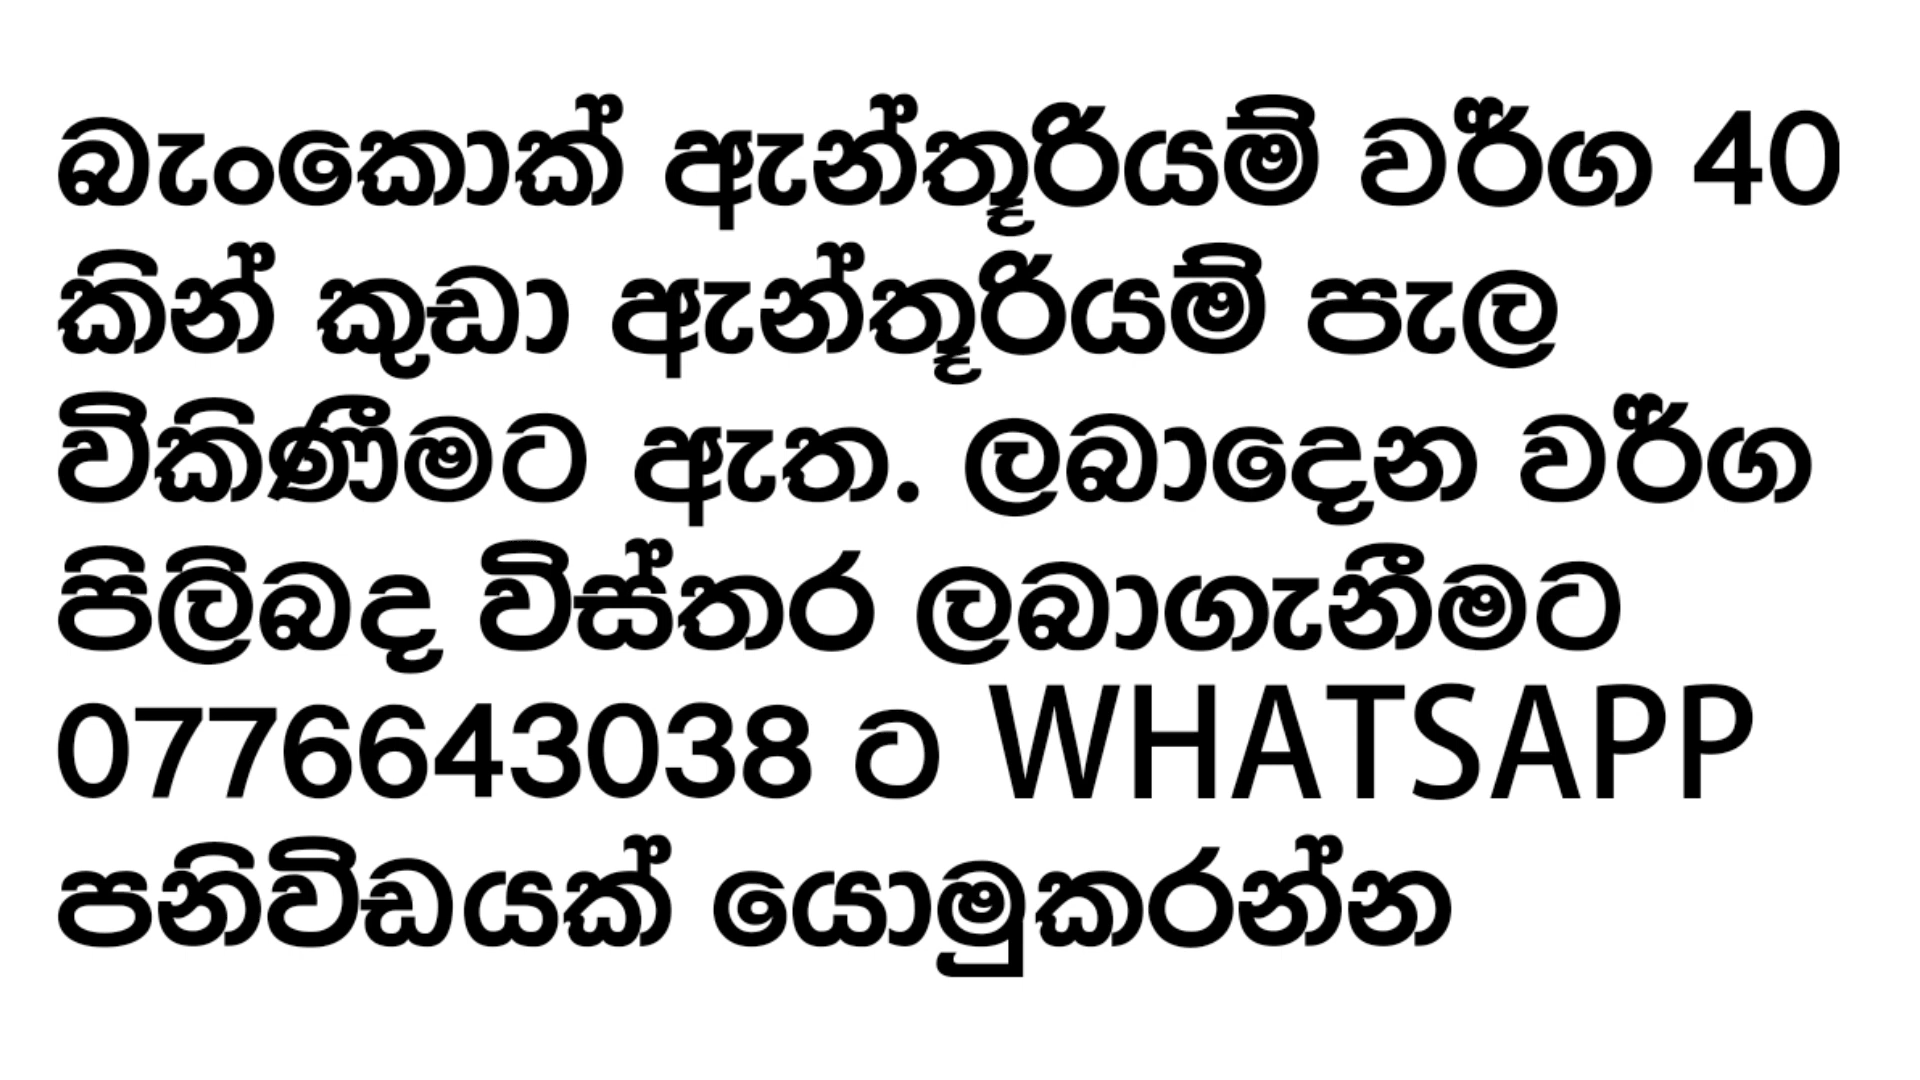 බැංකොක් ඇන්තූරියම් වර්ග 40
කින් කුඩා ඇන්තූරියම් පැල
විකිණීමට ඇත. ලබාදෙන වර්ග
පිලිබද විස්තර ලබාගැනීමට
0776643038 ට WHATSAPP
පනිවිඩයක් යොමුකරන්න